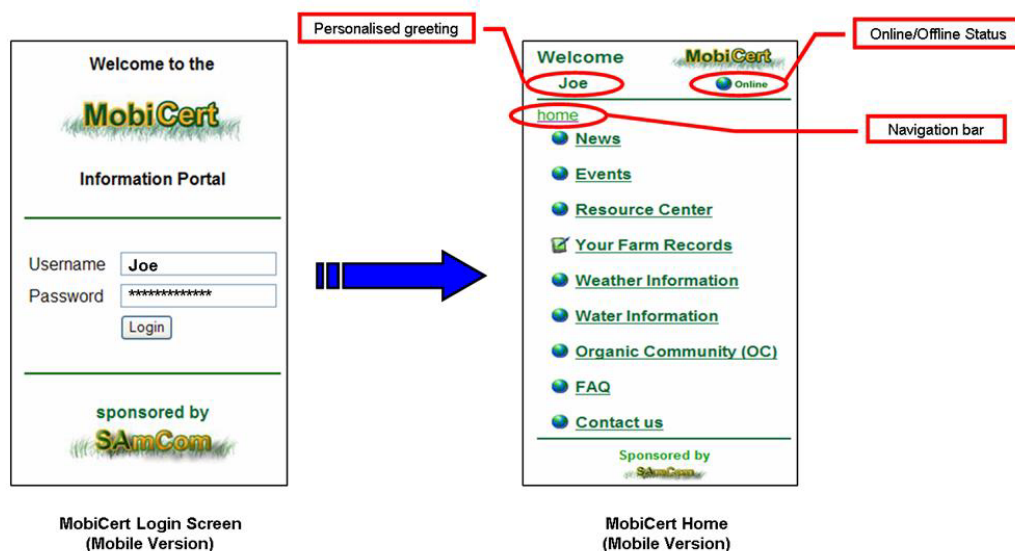 Personalised greeting
Online/Offline Status
Navigation bar
Welcome to the
MobiCert
Information Portal
Username Joe
Password *************
Login
sponsored by
SAmCom
MobiCert Login Screen
(Mobile Version)
Welcome MobiCert
Joe Online
home
News
Events
Resource Center
Your Farm Records
Weather Information
Water Information
Organic Community (OC)
FAQ
Contact us
Sponsored by
SAmCom
MobiCert Home
(Mobile Version)